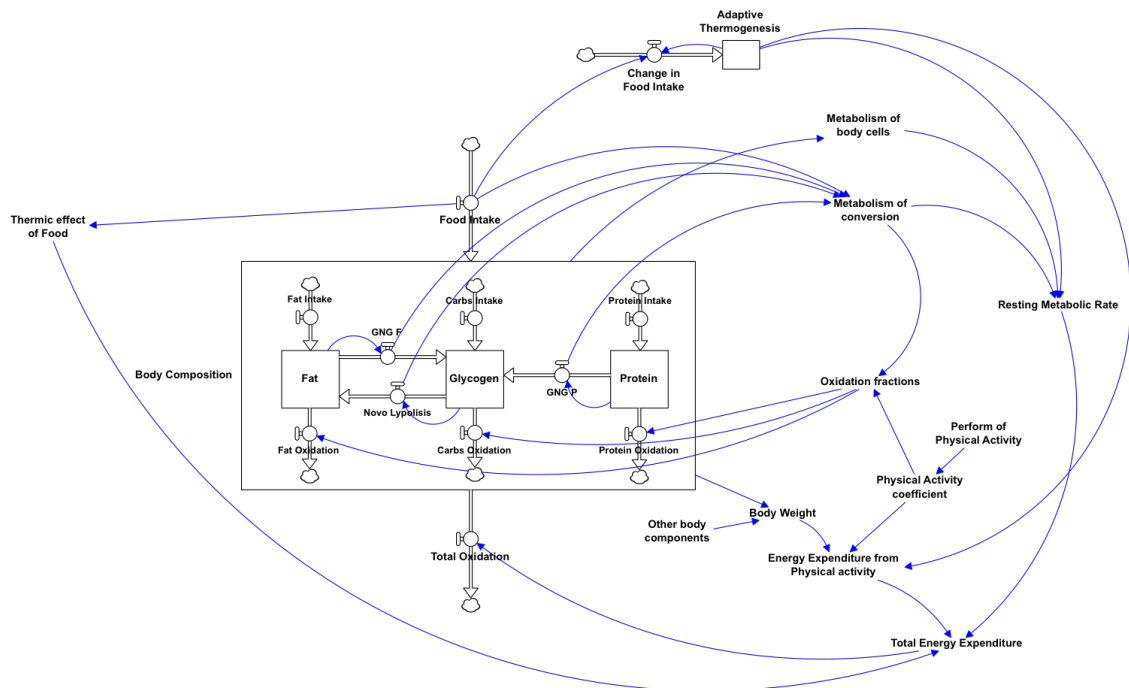 Adaptive
Thermogenesis
Change in
Food Intake
Metabolism of
body cells
Thermic effect
of Food
Food Intake
Metabolism of
conversion
Fat Intake
Carbs Intake
Protein Intake
Resting Metabolic Rate
GNG F
Body Composition
Fat
Glycogen
Protein
GNG P
Novo Lypolisis
Oxidation fractions
Perform of
Physical Activity
Fat Oxidation
Carbs Oxidation
Protein Oxidation
Physical Activity
coefficient
Body Weight
Other body
components
Total Oxidation
Energy Expenditure from
Physical activity
Total Energy Expenditure